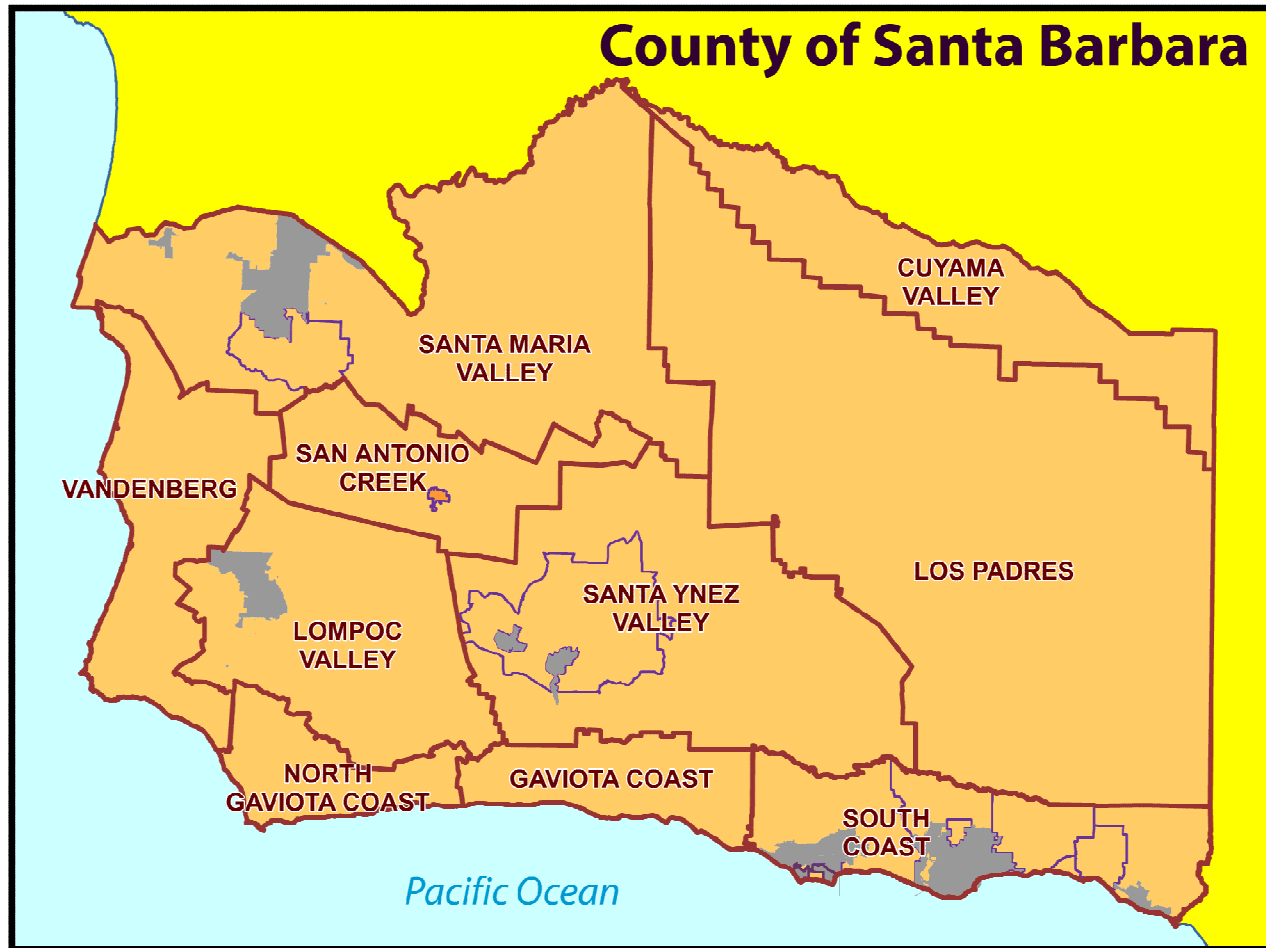 County of Santa Barbara
CUYAMA
VALLEY
SANTA MARIA
VALLEY
SAN ANTONIO
CREEK
VANDENBERG
LOS PADRES
SANTA YNEZ
VALLEY
LOMPOC
VALLEY
NORTH
GAVIOTA COAST
GAVIOTA COAST
SOUTH
COAST
Pacific Ocean